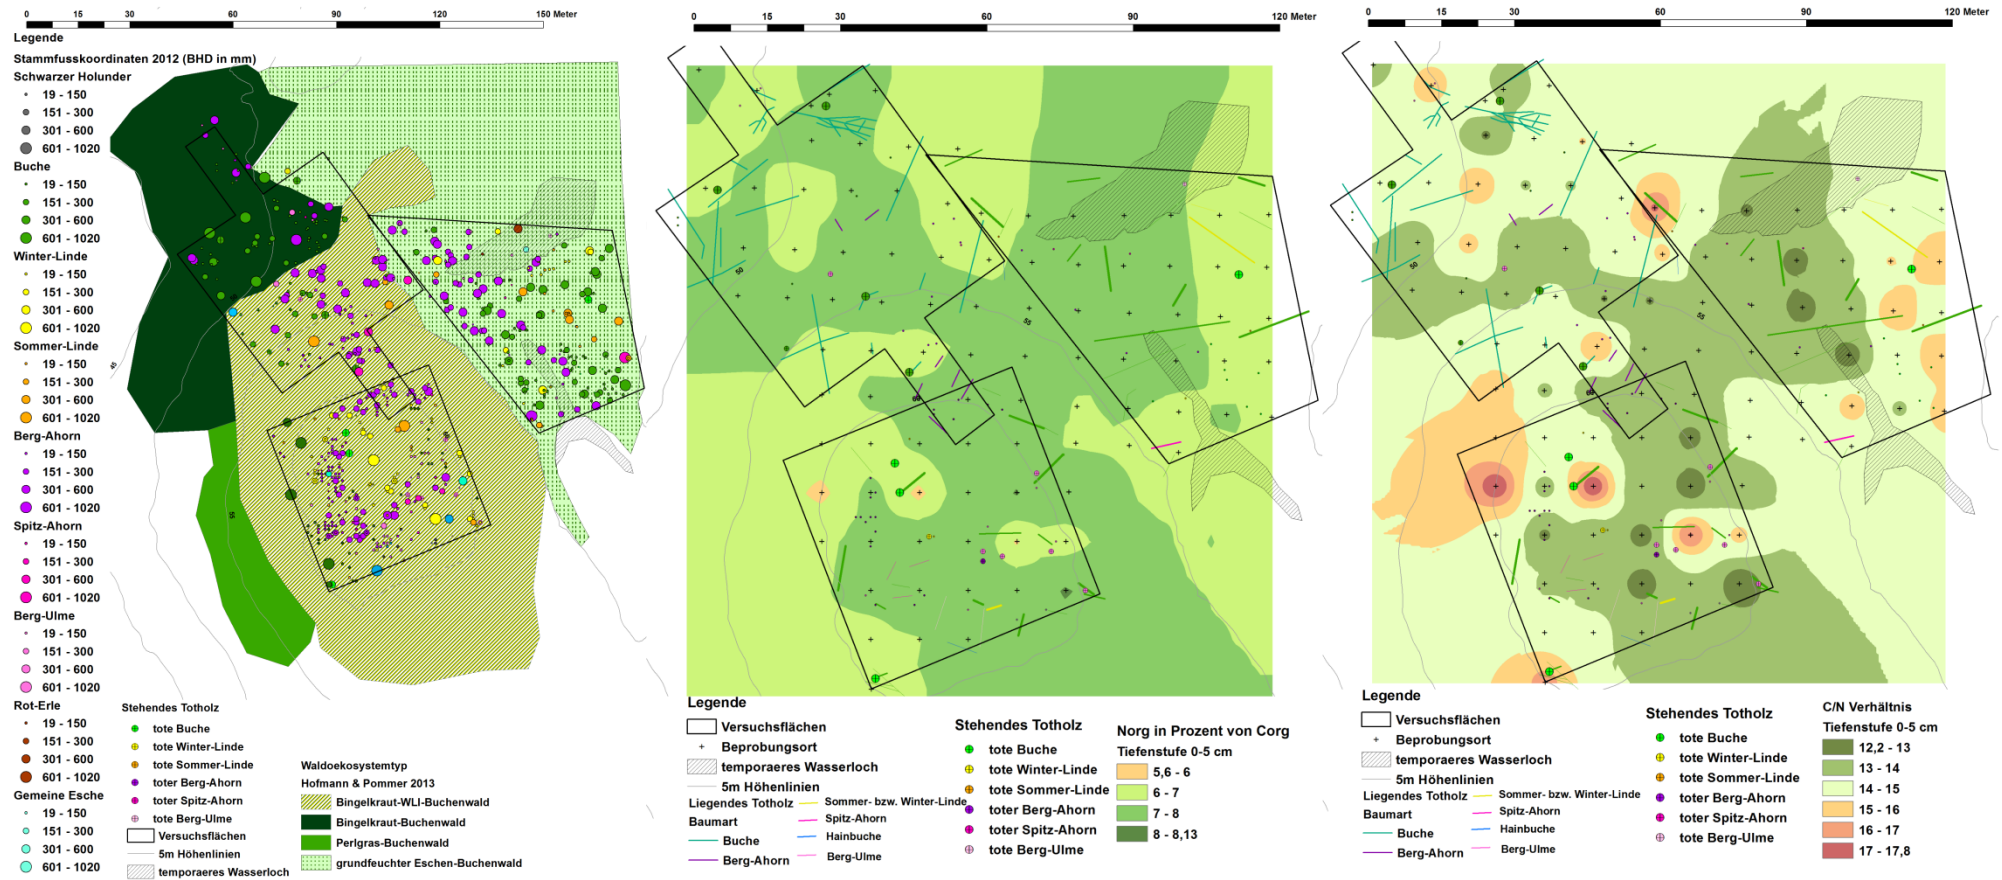 0 30 60 90 120 150 Meter
Legende
Stammfusskoordinaten 2012 (BHD in mm)
Schwarzer Holunder
19 - 150
151 - 300
301 - 600
601 - 1020
Buche
19 - 150
151 - 300
301 - 600
601 - 1020
Winter-Linde
19 - 150
151 - 300
301 - 600
601 - 1020
Sommer-Linde
19 - 150
151 - 300
301 - 600
601 - 1020
Berg-Ahorn
19 - 150
151 - 300
301 - 600
601 - 1020
Spitz-Ahorn
19 - 150
151 - 300
301 - 600
601 - 1020
Berg-Ulme
19 - 150
151 - 300
301 - 600
601 - 1020
Rot-Erle
19 - 150
151 - 300
301 - 600
601 - 1020
Gemeine Esche
19 - 150
151 - 300
301 - 600
601 - 1020
45
55
Stehendes Totholz
tote Buche
tote Winter-Linde
tote Sommer-Linde
toter Berg-Ahorn
toter Spitz-Ahorn
tote Berg-Ulme
Versuchsflächen
5m Höhenlinien
temporaeres Wasserloch
Waldoekosystemtyp
Hofmann & Pommer 2013
Bingelkraut-WLI-Buchenwald
Bingelkraut-Buchenwald
Perlgras-Buchenwald
grundfeuchter Eschen-Buchenwald
0 15 30 60 90 120 Meter
50
55
60
Legende
Versuchsflächen
Beprobungsort
temporaeres Wasserloch
5m Höhenlinien
Liegendes Totholz
Baumart
Buche
Berg-Ahorn
Sommer- bzw. Winter-Linde
Spitz-Ahorn
Hainbuche
Berg-Ulme
Stehendes Totholz
tote Buche
tote Winter-Linde
tote Sommer-Linde
toter Berg-Ahorn
toter Spitz-Ahorn
tote Berg-Ulme
Norg in Prozent von Corg
Tiefenstufe 0-5 cm
5,6 - 6
6 - 7
7 - 8
8 - 8,13
0 15 30 60 90 120 Meter
50
55
60
Legende
Versuchsflächen
Beprobungsort
temporaeres Wasserloch
5m Höhenlinien
Liegendes Totholz
Baumart
Buche
Berg-Ahorn
Sommer- bzw. Winter-Linde
Spitz-Ahorn
Hainbuche
Berg-Ulme
Stehendes Totholz
tote Buche
tote Winter-Linde
tote Sommer-Linde
toter Berg-Ahorn
toter Spitz-Ahorn
tote Berg-Ulme
C/N Verhältnis
Tiefenstufe 0-5 cm
12,2 - 13
13 - 14
14 - 15
15 - 16
16 - 17
17 - 17,8